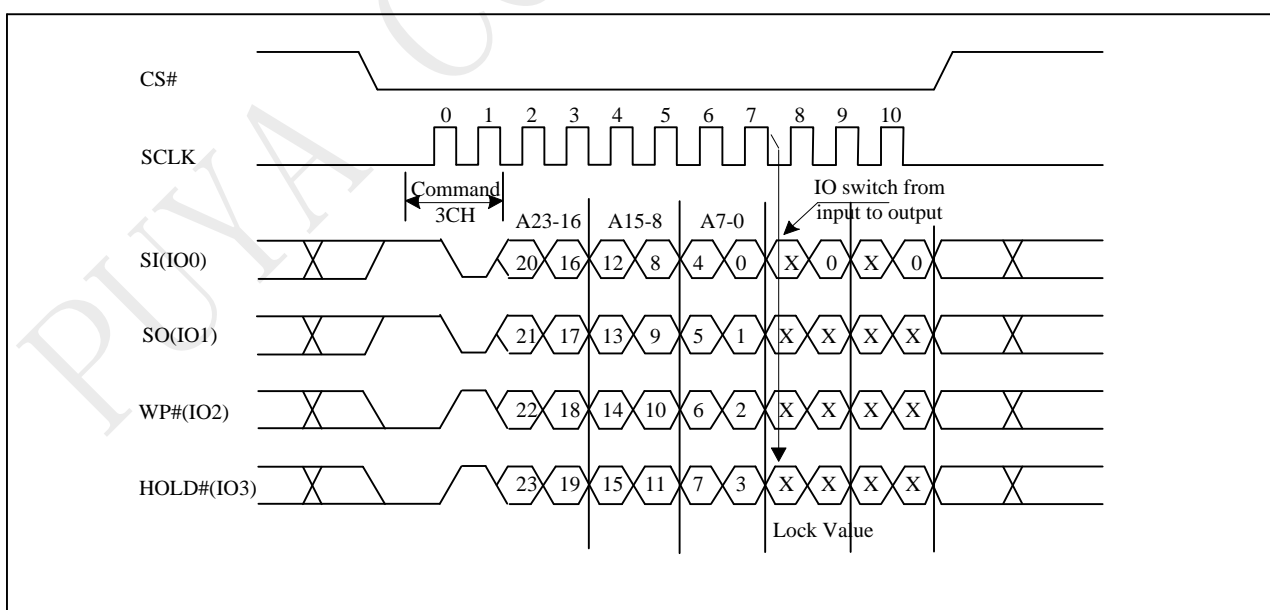 PUYA CO
CS#
0 1 2 3 4 5 6 7 8 9 10
SCLK
Command
3CH
IO switch from
input to output
A23-16 A15-8 A7-0
SI(IO0) 20 16 12 8 4 0 X 0 X 0
SO(IO1) 21 17 13 9 5 1 X X X X
WP#(IO2) 22 18 14 10 6 2 X X X X
HOLD#(IO3) 23 19 15 11 7 3 X X X X
Lock Value